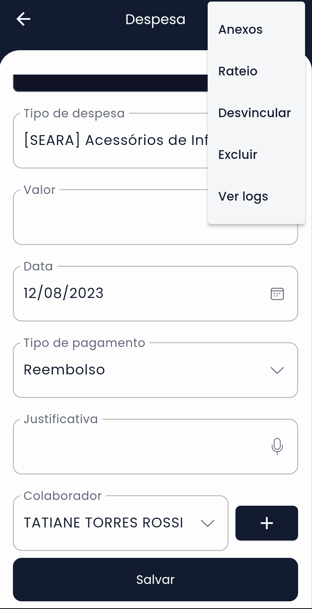 Despesa
Anexos
Rateio
Desvincular
Excluir
Ver logs
Tipo de despesa
[SEARA] Acessórios de Inf
Valor
Data
12/08/2023
Tipo de pagamento
Reembolso
Justificativa
Colaborador
TATIANE TORRES ROSSI
+
Salvar